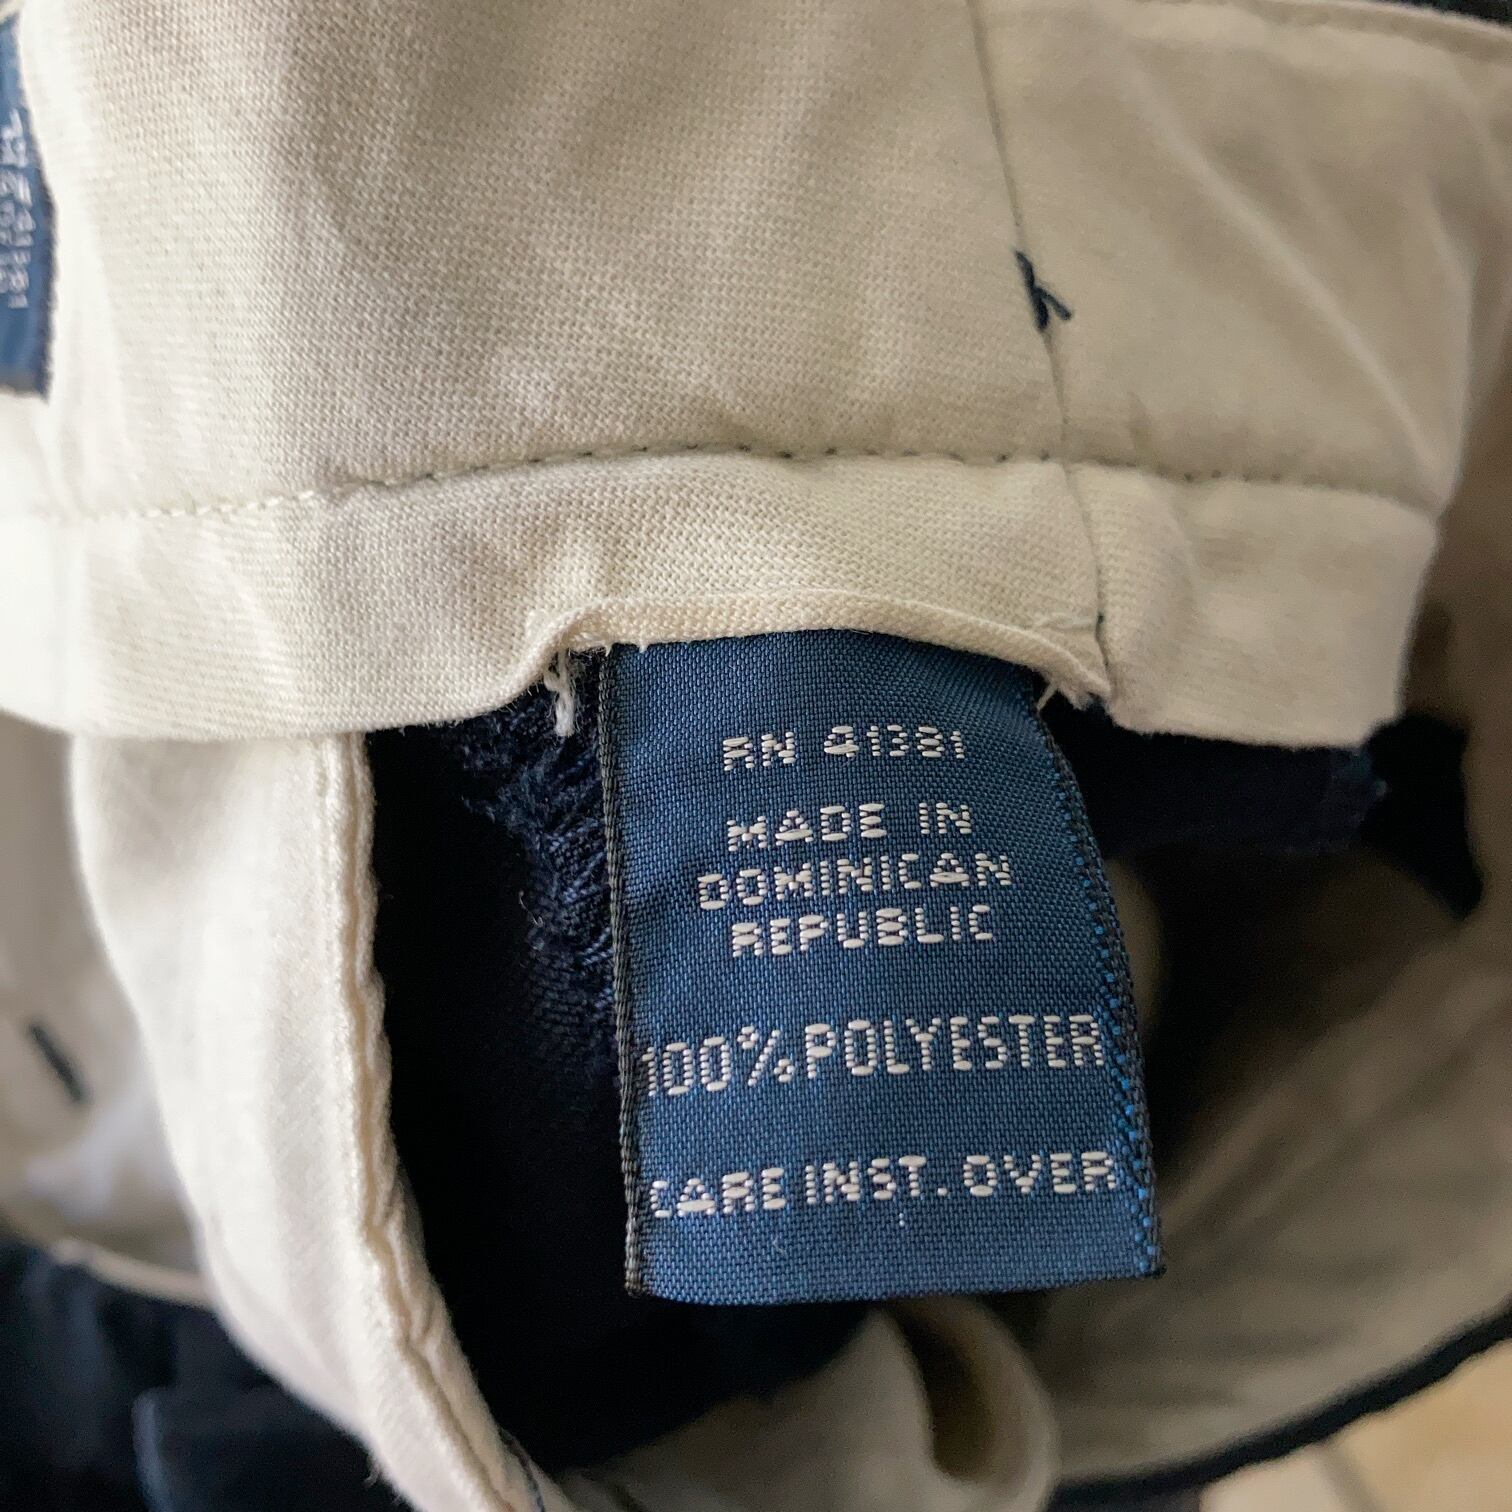 RN 41381
MADE IN
DOMINICAN
REPUBLIC
100% POLYESTER
CARE INST. OVER